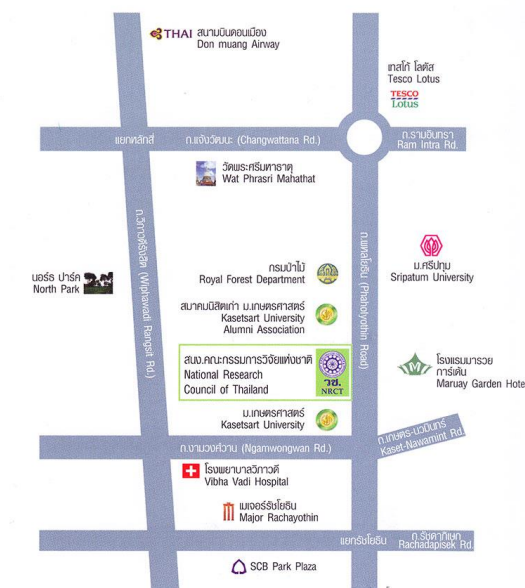 THAI สนามบินดอนเมือง
Don muang Airway
เทสโก้ โลตัส
Tesco Lotus
TESCO
Lotus
แยกหลักสี่
ถ.แจ้งวัฒนะ (Changwattana Rd.)
ถ.รามอินทรา
Ram Intra Rd.
วัดพระศรีมหาธาตุ
Wat Phrasri Mahathat
ถ.วิภาวดีรังสิต (Wiphawadi Rangsit Rd.)
ถ.พหลโยธิน (Phaholyothin Road)
ม.ศรีปทุม
Sripatum University
นอร์ธ ปาร์ค
North Park
กรมป่าไม้
Royal Forest Department
สมาคมนิสิตเก่า ม.เกษตรศาสตร์
Kasetsart University
Alumni Association
สนง.คณะกรรมการวิจัยแห่งชาติ
National Research
Council of Thailand
วช.
NRCT
โรงแรมมารวย
การ์เด้น
Maruay Garden Hote
ม.เกษตรศาสตร์
Kasetsart University
ถ.งามวงศ์วาน (Ngamwongwan Rd.)
ถ.เกษตร-นวมินทร์
Kaset-Nawamint Rd.
โรงพยาบาลวิภาวดี
Vibha Vadi Hospital
เมเจอร์รัชโยธิน
Major Rachayothin
แยกรัชโยธิน
ถ.รัชดาภิเษก
Rachadapisek Rd.
SCB Park Plaza